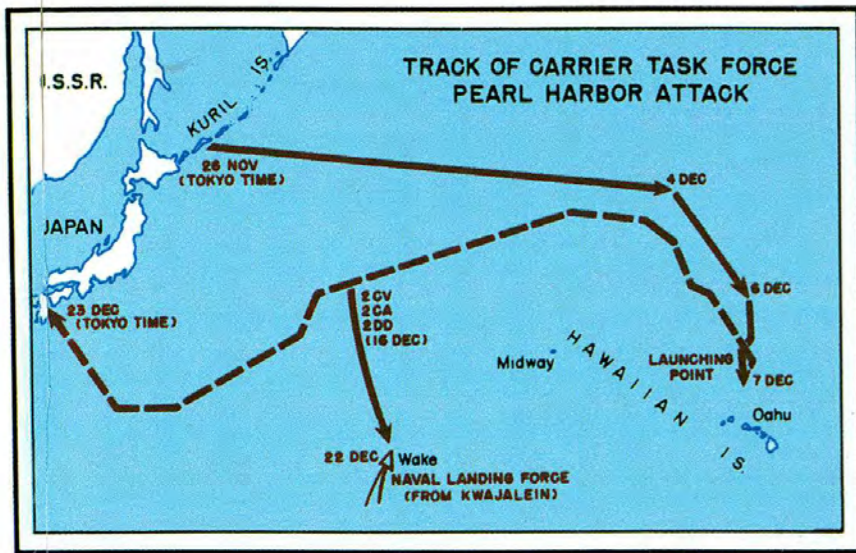 TRACK OF CARRIER TASK FORCE
PEARL HARBOR ATTACK
.S.S.R.
KURIL IS.
26 NOV
(TOKYO TIME)
4 DEC
JAPAN
6 DEC
23 DEC
(TOKYO TIME)
2 CV
2 CA
2 DD
(16 DEC)
Midway
HAWAIIAN IS.
LAUNCHING
POINT
7 DEC
Oahu
22 DEC
Wake
NAVAL LANDING FORCE
(FROM KWAJALEIN)